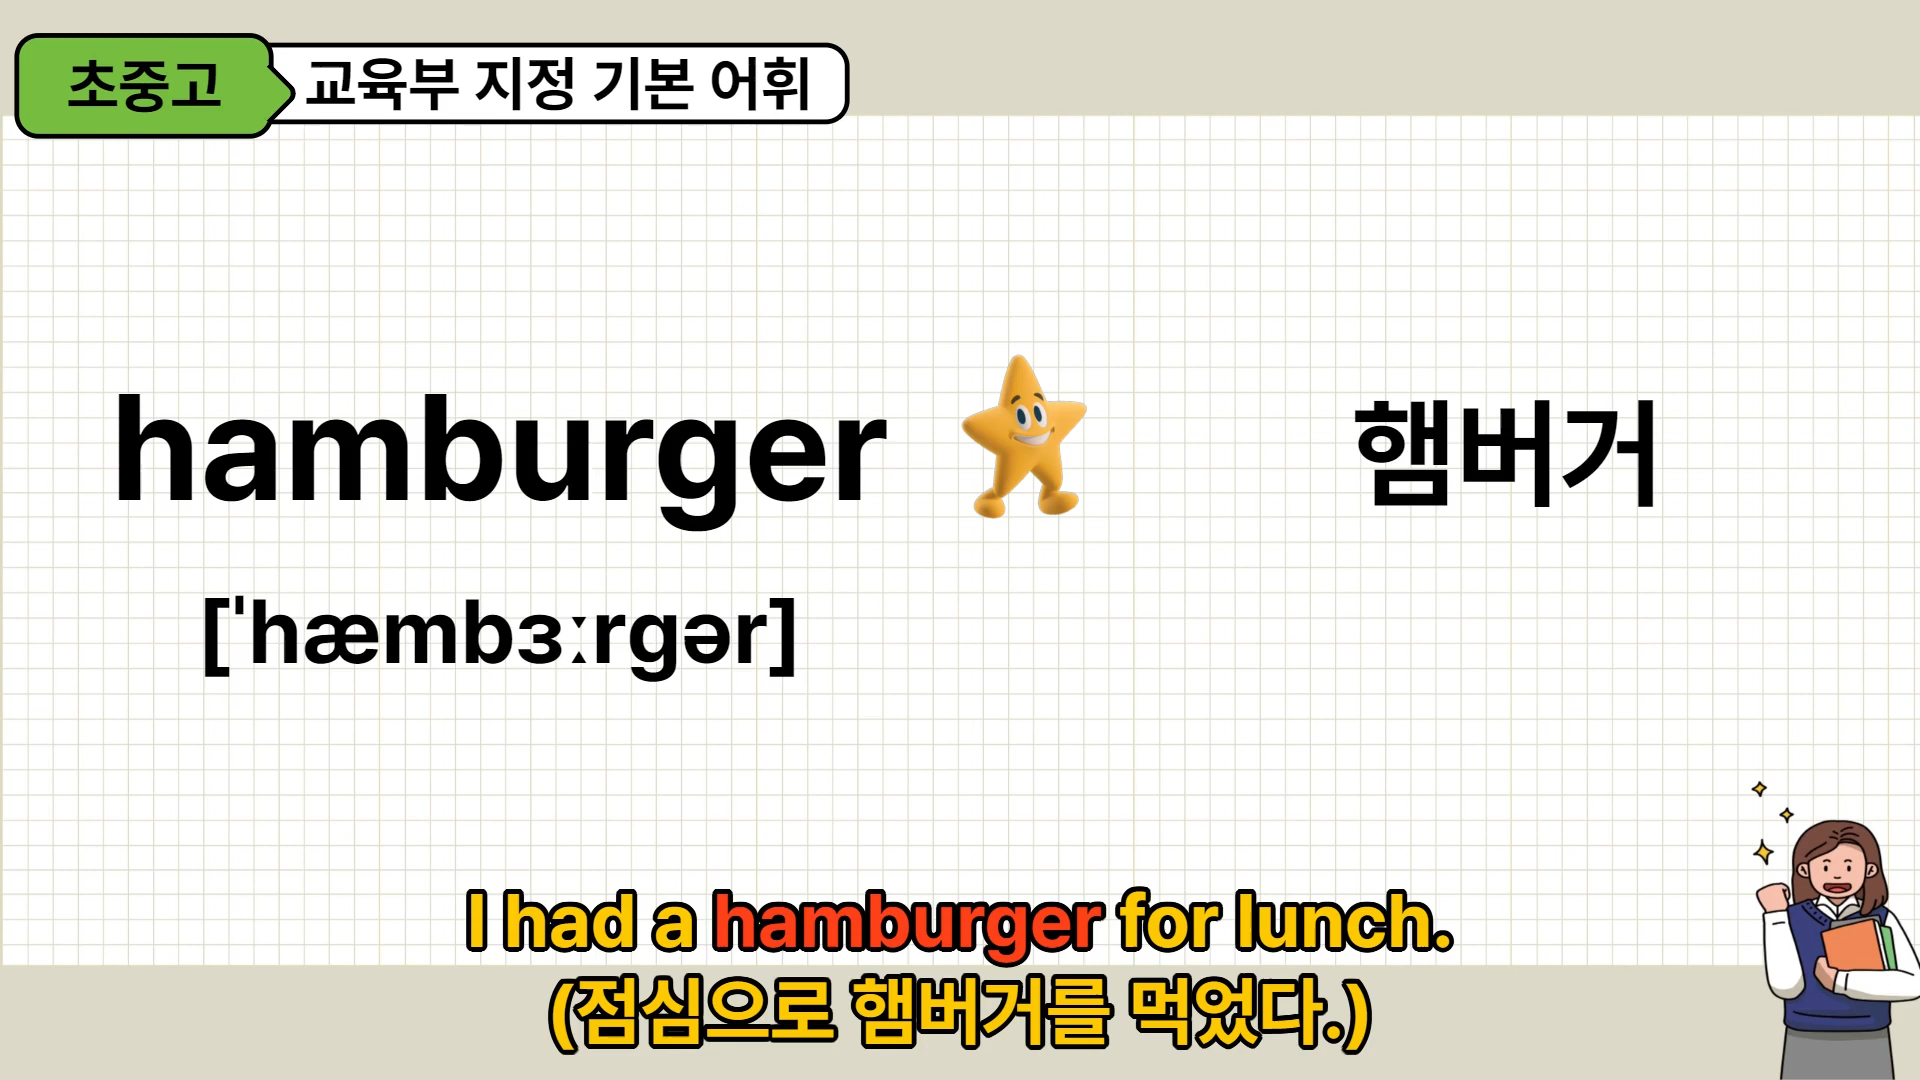 초중고 교육부 지정 기본 어휘
hamburger 햄버거
[ˈhæmbɜːrgər]
I had a hamburger for lunch.
(점심으로 햄버거를 먹었다.)